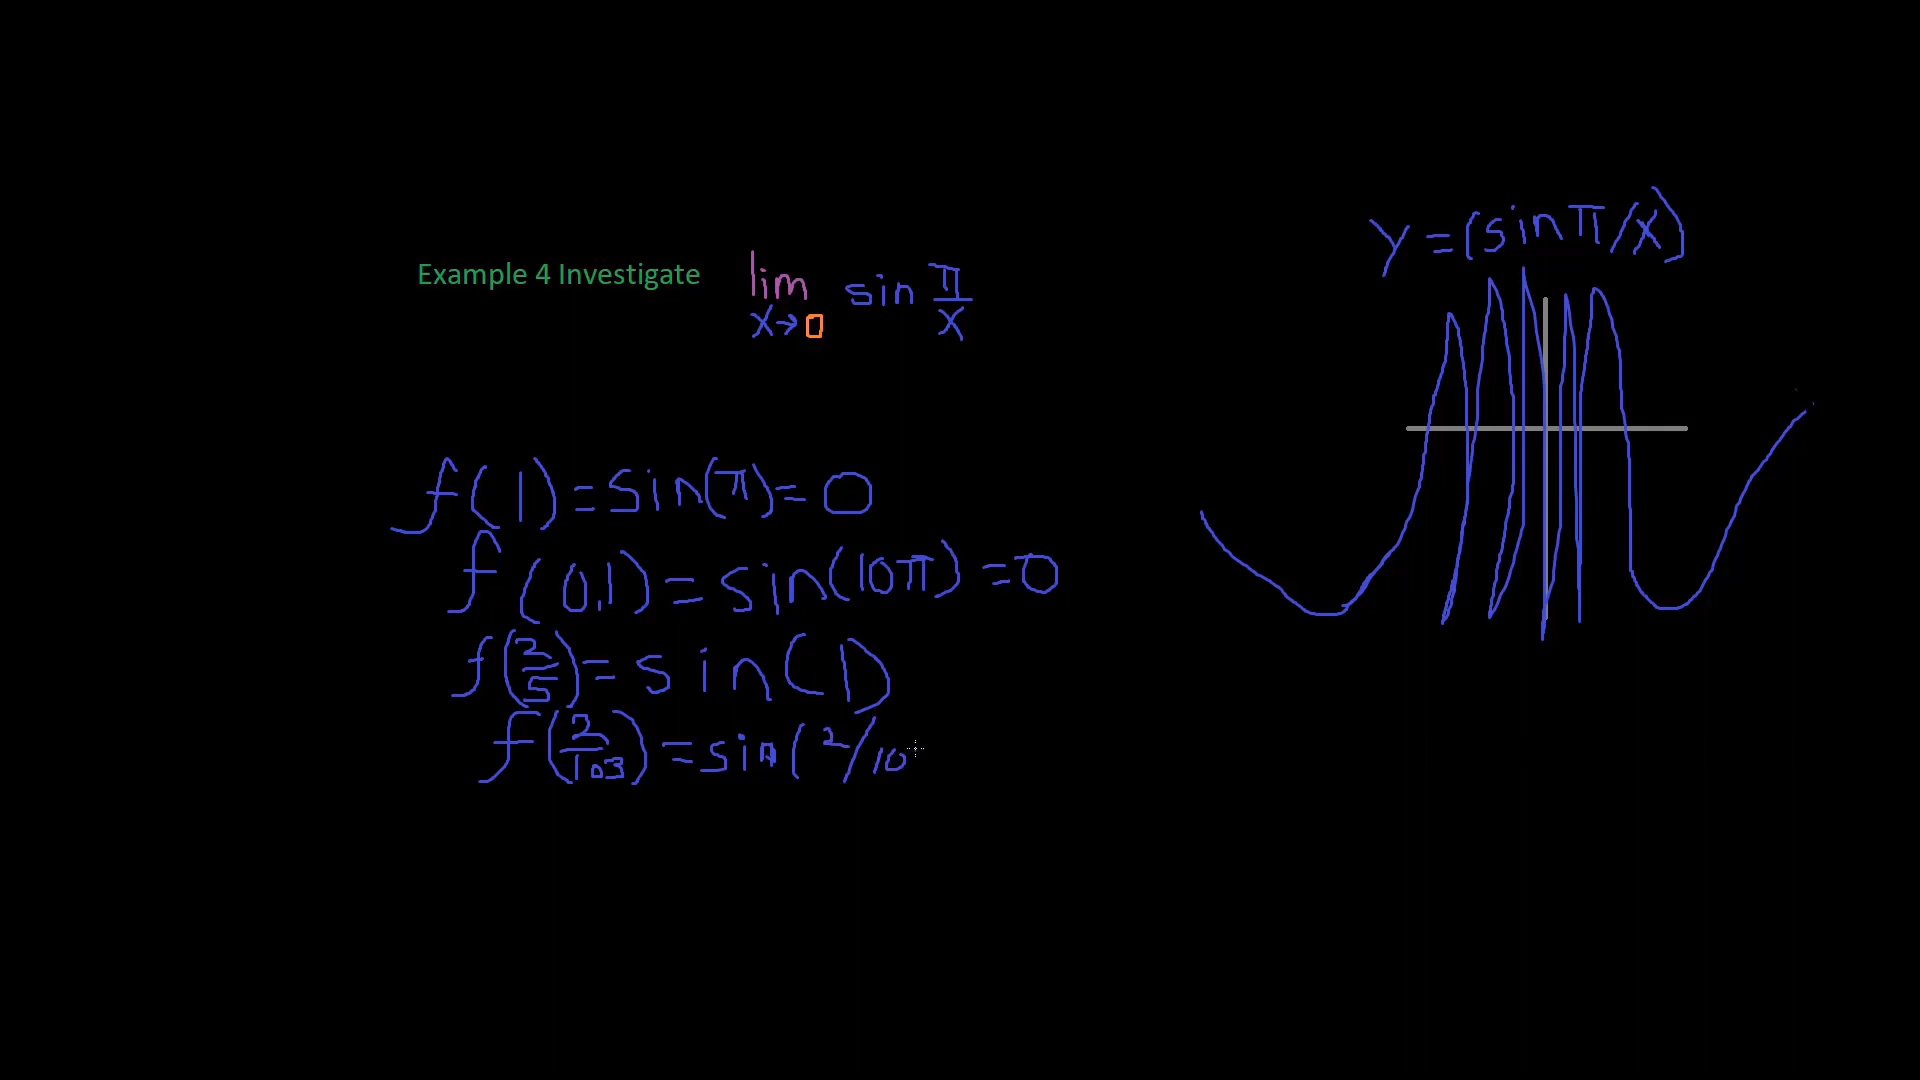 Example 4 Investigate lim x→0 sin π/x
y = (sin π/x)
f(1) = sin(π) = 0
f(0.1) = sin(10π) = 0
f(2/5) = sin(1)
f(2/103) = sin(2/10